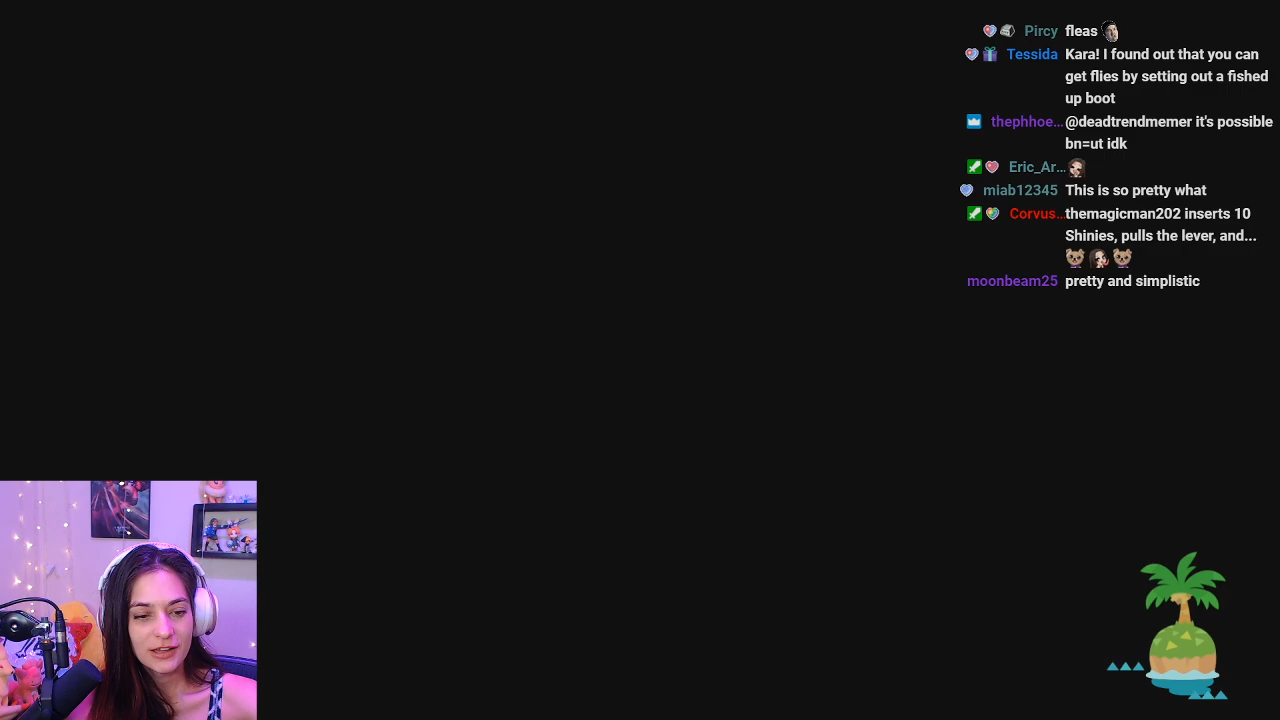 Pircy fleas
Tessida Kara! I found out that you can
get flies by setting out a fished
up boot
thephhoe... @deadtrendmemer it's possible
bn=ut idk
Eric_Ar...
miab12345 This is so pretty what
Corvus... themagicman202 inserts 10
Shinies, pulls the lever, and...
moonbeam25 pretty and simplistic